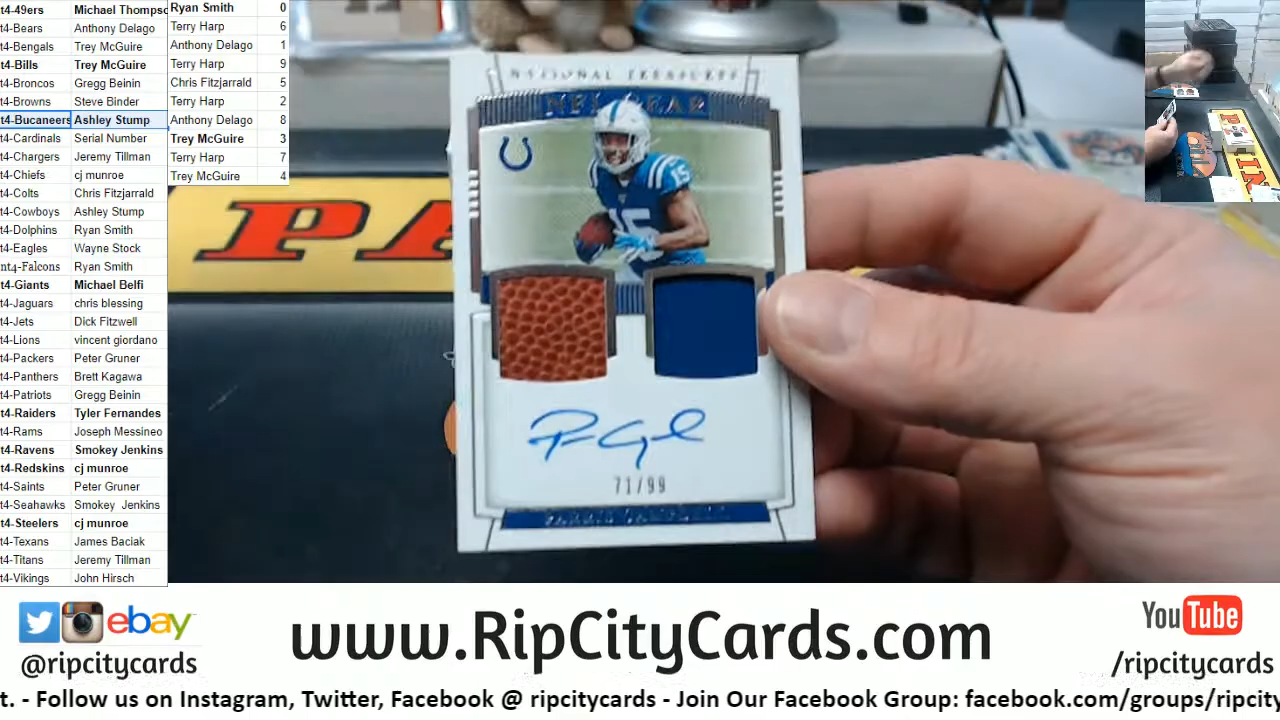 t4-49ers Michael Thompsc
t4-Bears Anthony Delago
t4-Bengals Trey McGuire
t4-Bills Trey McGuire
t4-Broncos Gregg Beinin
t4-Browns Steve Binder
t4-Bucaneers Ashley Stump
t4-Cardinals Serial Number
t4-Chargers Jeremy Tillman
t4-Chiefs cj munroe
t4-Colts Chris Fitzjarrald
t4-Cowboys Ashley Stump
t4-Dolphins Ryan Smith
t4-Eagles Wayne Stock
nt4-Falcons Ryan Smith
t4-Giants Michael Belfi
t4-Jaguars chris blessing
t4-Jets Dick Fitzwell
t4-Lions vincent giordano
t4-Packers Peter Gruner
t4-Panthers Brett Kagawa
t4-Patriots Gregg Beinin
t4-Raiders Tyler Fernandes
t4-Rams Joseph Messineo
t4-Ravens Smokey Jenkins
t4-Redskins cj munroe
t4-Saints Peter Gruner
t4-Seahawks Smokey Jenkins
t4-Steelers cj munroe
t4-Texans James Baciak
t4-Titans Jeremy Tillman
t4-Vikings John Hirsch
Ryan Smith 0
Terry Harp 6
Anthony Delago 1
Terry Harp 9
Chris Fitzjarrald 5
Terry Harp 2
Anthony Delago 8
Trey McGuire 3
Terry Harp 7
Trey McGuire 4
NATIONAL TREASURES
NFL GEAR
15
15
71/99
PARRIS CAMPBELL
PA
ebay
@ripcitycards
www.RipCityCards.com
YouTube
/ripcitycards
t. - Follow us on Instagram, Twitter, Facebook @ ripcitycards - Join Our Facebook Group: facebook.com/groups/ripcity